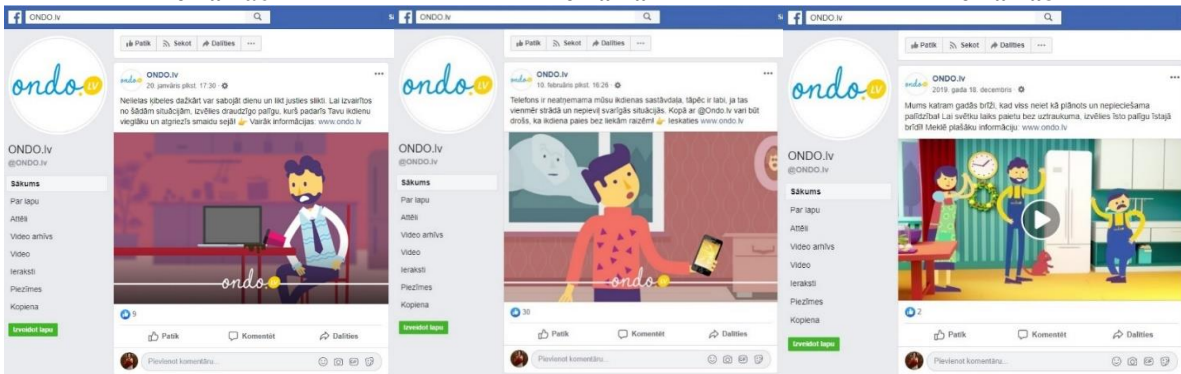 ONDO.lv
Patīk Sekot Dalīties ...
ondo.LV
ONDO.lv
20. janvāris plkst. 17:30 ·
Nelielas ķibeles dažkārt var sabojāt dienu un likt justies slikti. Lai izvairītos
no šādām situācijām, izvēlies draudzīgo palīgu, kurš padarīs Tavu ikdienu
vieglāku un atgriezīs smaidu sejā! Vairāk informācijas: www.ondo.lv
ONDO.lv
@ONDO.lv
Sākums
Par lapu
Attēli
Video arhīvs
Video
Ieraksti
Piezīmes
Kopiena
Izveidot lapu
ondo.LV
9
Patīk Komentēt Dalīties
Pievienot komentāru...
ONDO.lv
Patīk Sekot Dalīties ...
ondo.LV
ONDO.lv
10. februāris plkst. 16:26 ·
Telefons ir neatņemama mūsu ikdienas sastāvdaļa, tāpēc ir labi, ja tas
vienmēr strādā un nepieviļ svarīgās situācijās. Kopā ar @Ondo.lv vari būt
drošs, ka ikdiena paies bez liekām raizēm! Ieskaties www.ondo.lv
ONDO.lv
@ONDO.lv
Sākums
Par lapu
Attēli
Video arhīvs
Video
Ieraksti
Piezīmes
Kopiena
Izveidot lapu
ondo.LV
30
Patīk Komentēt Dalīties
Pievienot komentāru...
ONDO.lv
Patīk Sekot Dalīties ...
ondo.LV
ONDO.lv
2019. gada 18. decembris ·
Mums katram gadās brīži, kad viss neiet kā plānots un nepieciešama
palīdzība! Lai svētku laiks paietu bez uztraukuma, izvēlies īsto palīgu īstajā
brīdī! Meklē plašāku informāciju: www.ondo.lv
ONDO.lv
@ONDO.lv
Sākums
Par lapu
Attēli
Video arhīvs
Video
Ieraksti
Piezīmes
Kopiena
Izveidot lapu
2
Patīk Komentēt Dalīties
Pievienot komentāru...